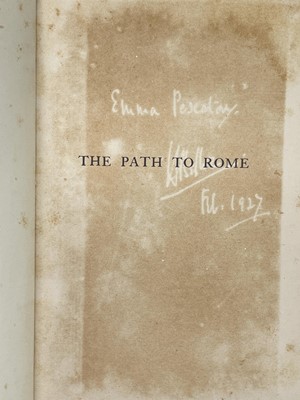 Emma
THE PATH TO ROME
Feb. 1927